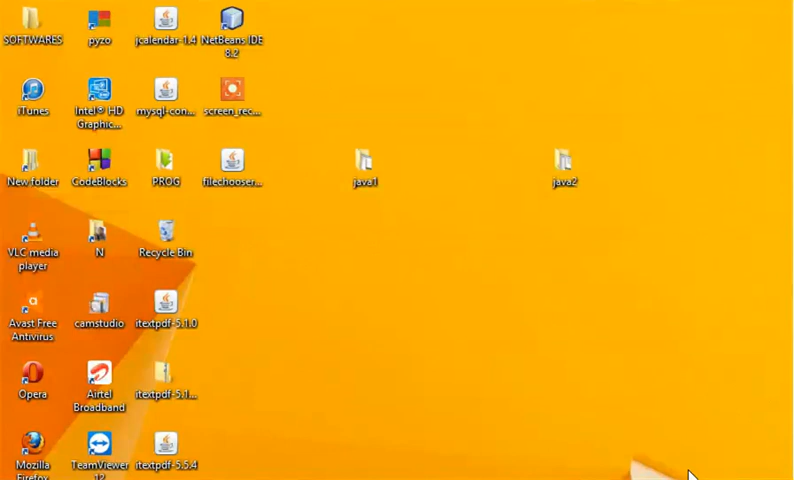 SOFTWARES
pyzo
jcalendar-1.4
NetBeans IDE
8.2
iTunes
Intel® HD
Graphic...
mysql-con...
screen_rec...
New folder
CodeBlocks
PROG
filechooser...
java1
java2
VLC media
player
N
Recycle Bin
Avast Free
Antivirus
camstudio
itextpdf-5.1.0
Opera
Airtel
Broadband
itextpdf-5.1...
Mozilla
Firefox
TeamViewer
12
itextpdf-5.5.4